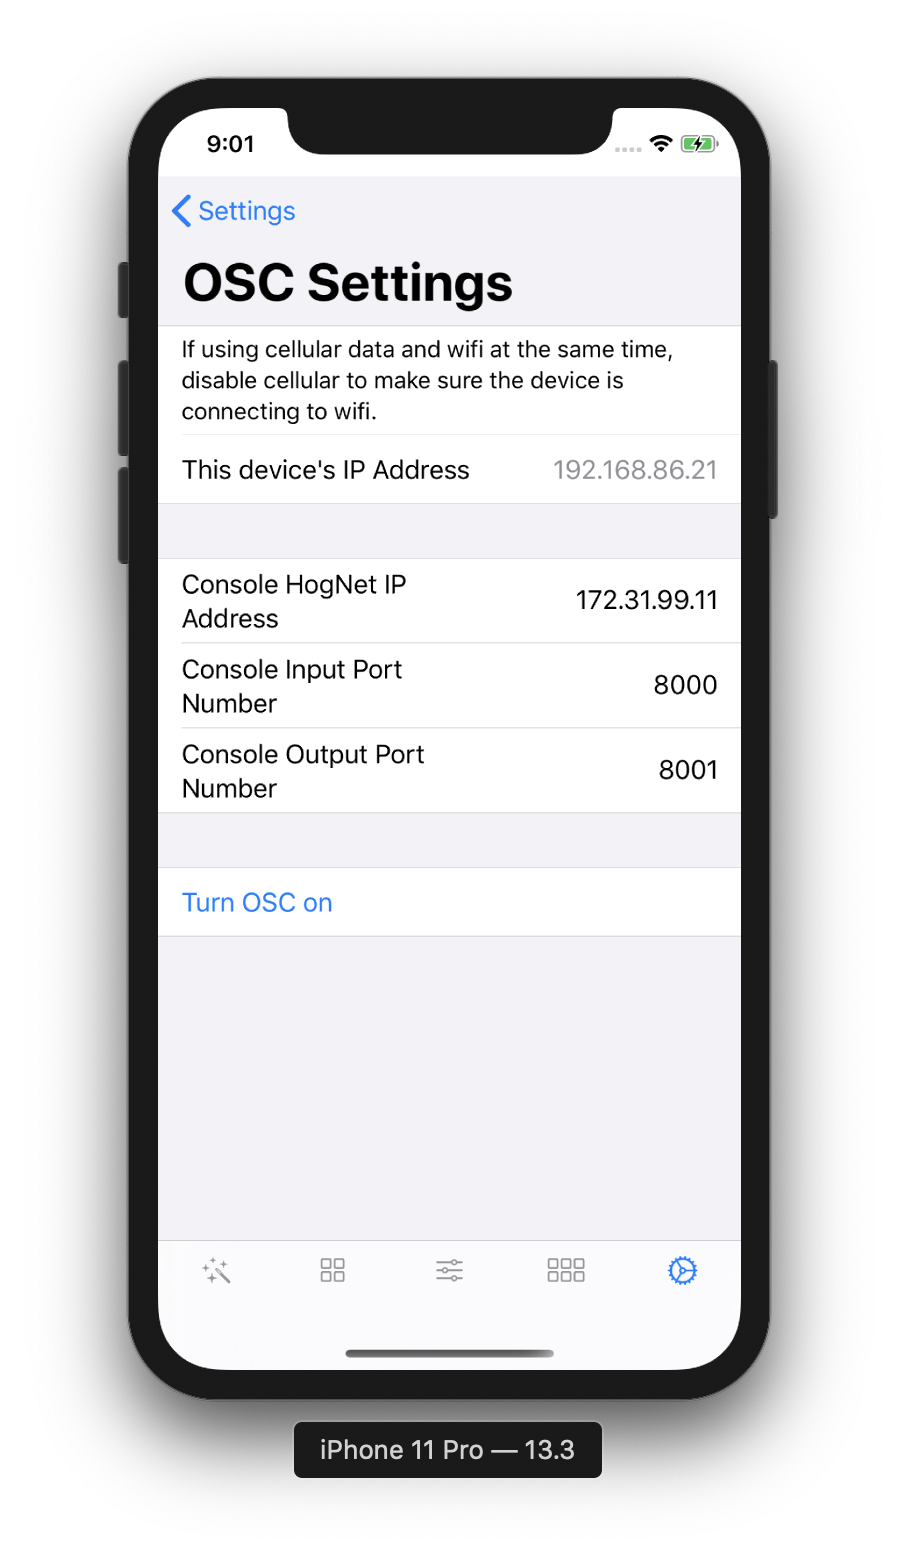 9:01
Settings
OSC Settings
If using cellular data and wifi at the same time,
disable cellular to make sure the device is
connecting to wifi.
This device's IP Address 192.168.86.21
Console HogNet IP
Address 172.31.99.11
Console Input Port
Number 8000
Console Output Port
Number 8001
Turn OSC on
iPhone 11 Pro — 13.3